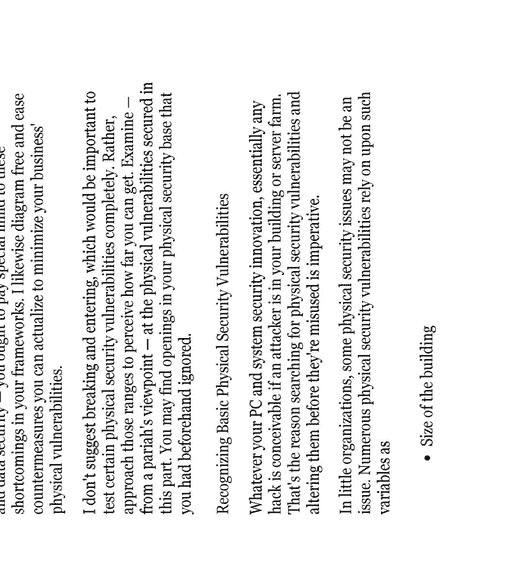 and data security — you ought to pay special mind to these
shortcomings in your frameworks. I likewise diagram free and ease
countermeasures you can actualize to minimize your business'
physical vulnerabilities.
I don't suggest breaking and entering, which would be important to
test certain physical security vulnerabilities completely. Rather,
approach those ranges to perceive how far you can get. Examine —
from a pariah's viewpoint — at the physical vulnerabilities secured in
this part. You may find openings in your physical security base that
you had beforehand ignored.
Recognizing Basic Physical Security Vulnerabilities
Whatever your PC and system security innovation, essentially any
hack is conceivable if an attacker is in your building or server farm.
That's the reason searching for physical security vulnerabilities and
altering them before they're misused is imperative.
In little organizations, some physical security issues may not be an
issue. Numerous physical security vulnerabilities rely on upon such
variables as
• Size of the building